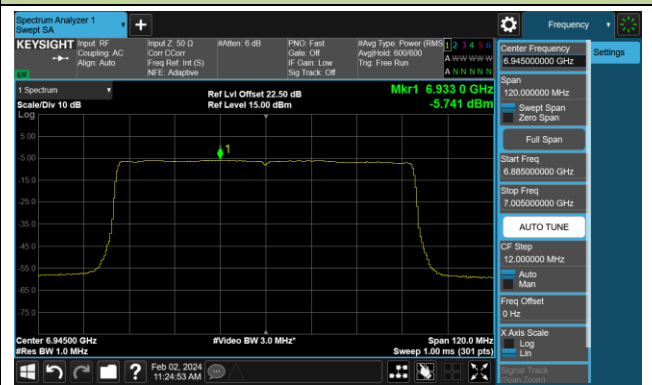 Spectrum Analyzer 1
Swept SA
+
Frequency
KEYSIGHT
Input: RF
Coupling: AC
Align: Auto
Input Z: 50 Ω
Corr CCorr
Freq Ref: Int (S)
NFE: Adaptive
#Atten: 6 dB
PNO: Fast
Gate: Off
IF Gain: Low
Sig Track: Off
#Avg Type: Power (RMS)
Avg|Hold: 600/600
Trig: Free Run
1 2 3 4 5 6
A WW WW W
A N N N N N
LNI
Center Frequency
6.945000000 GHz
Settings
1 Spectrum
Scale/Div 10 dB
Log
Ref Lvl Offset 22.50 dB
Ref Level 15.00 dBm
Mkr1 6.933 0 GHz
-5.741 dBm
Span
120.000000 MHz
Swept Span
Zero Span
Full Span
Start Freq
6.885000000 GHz
Stop Freq
7.005000000 GHz
AUTO TUNE
CF Step
12.000000 MHz
Auto
Man
Freq Offset
0 Hz
X Axis Scale
Log
Lin
Signal Track
(Span Zoom)
5.00
1
-5.00
-15.0
-25.0
-35.0
-45.0
-55.0
-65.0
-75.0
Center 6.94500 GHz
#Res BW 1.0 MHz
#Video BW 3.0 MHz*
Span 120.0 MHz
Sweep 1.00 ms (301 pts)
?
Feb 02, 2024
11:24:53 AM